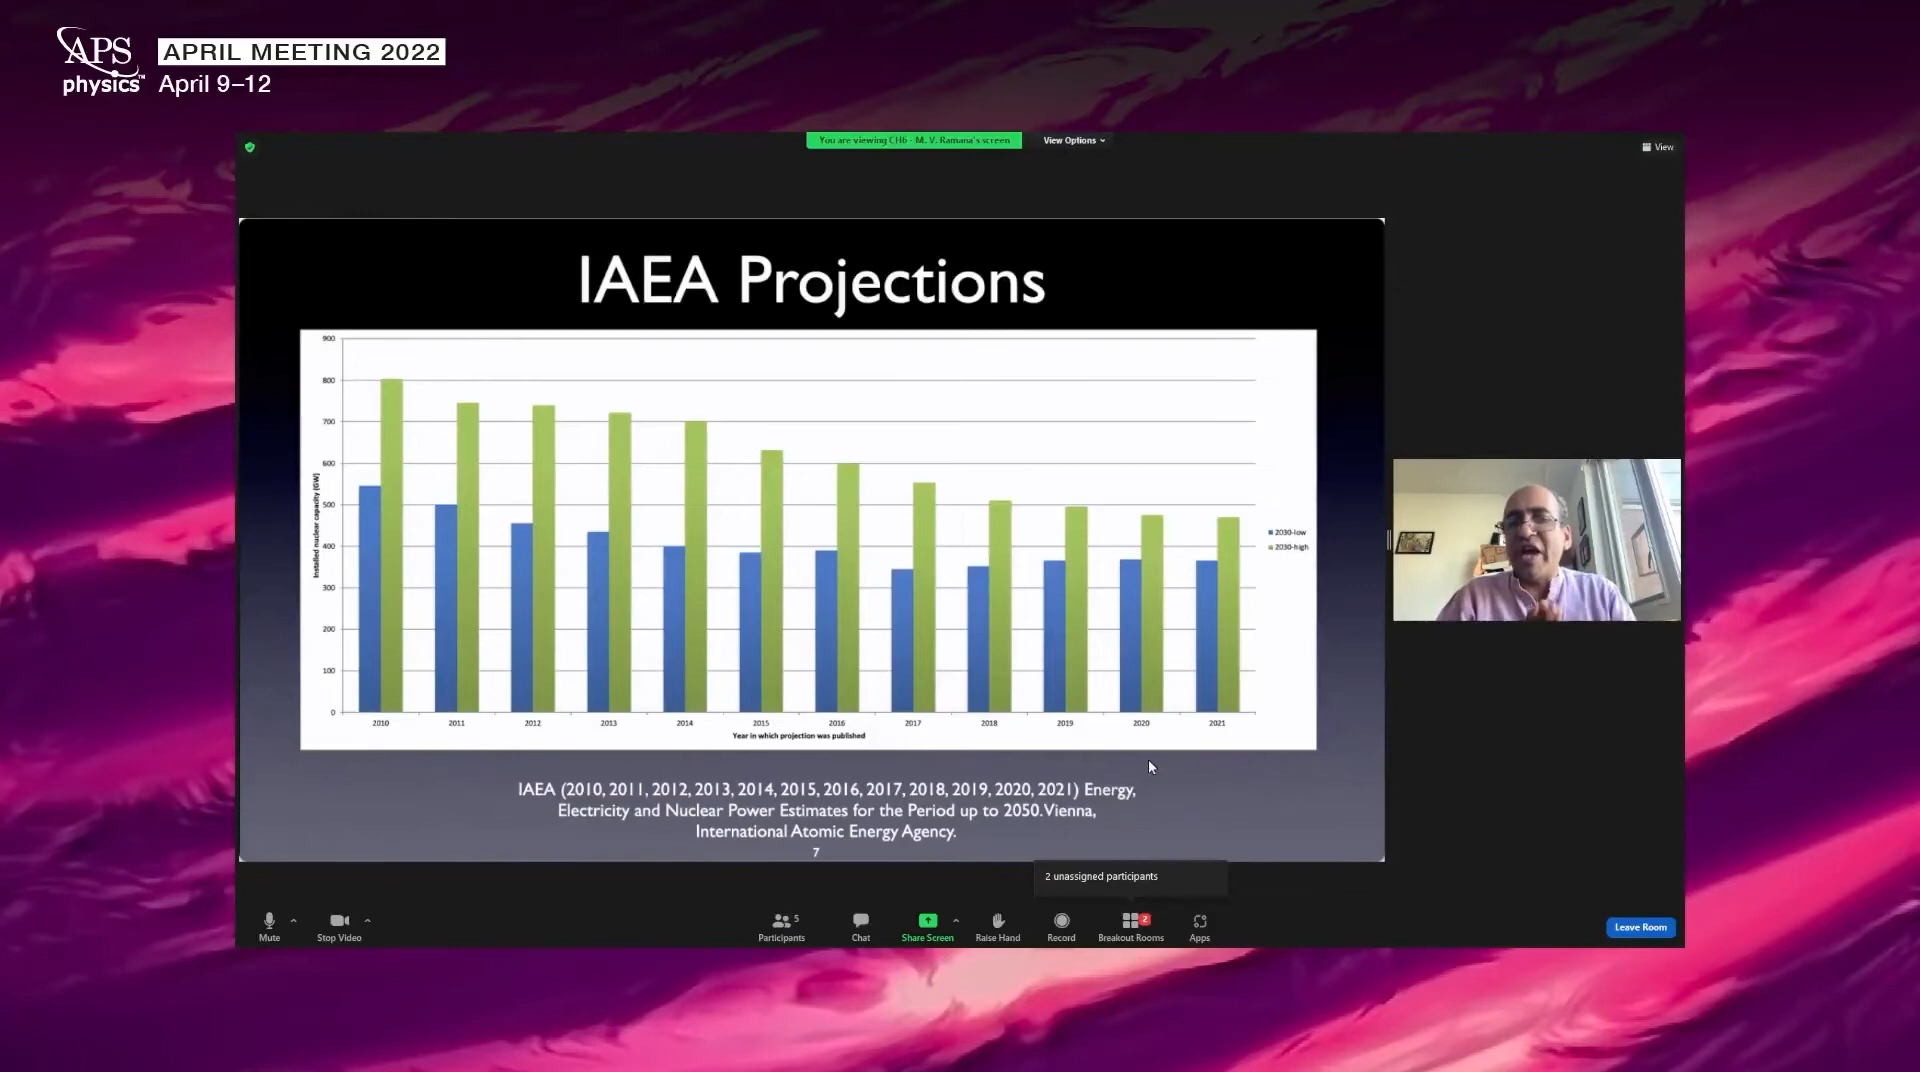 APS
physics™
APRIL MEETING 2022
April 9–12
You are viewing CH6 - M. V. Ramana's screen
View Options
View
IAEA Projections
900
800
700
600
500
400
300
200
100
0
Installed nuclear capacity (GW)
2010
2011
2012
2013
2014
2015
2016
2017
2018
2019
2020
2021
Year in which projection was published
2030-low
2030-high
IAEA (2010, 2011, 2012, 2013, 2014, 2015, 2016, 2017, 2018, 2019, 2020, 2021) Energy,
Electricity and Nuclear Power Estimates for the Period up to 2050. Vienna,
International Atomic Energy Agency.
7
2 unassigned participants
Mute
Stop Video
5
Participants
Chat
Share Screen
Raise Hand
Record
2
Breakout Rooms
Apps
Leave Room